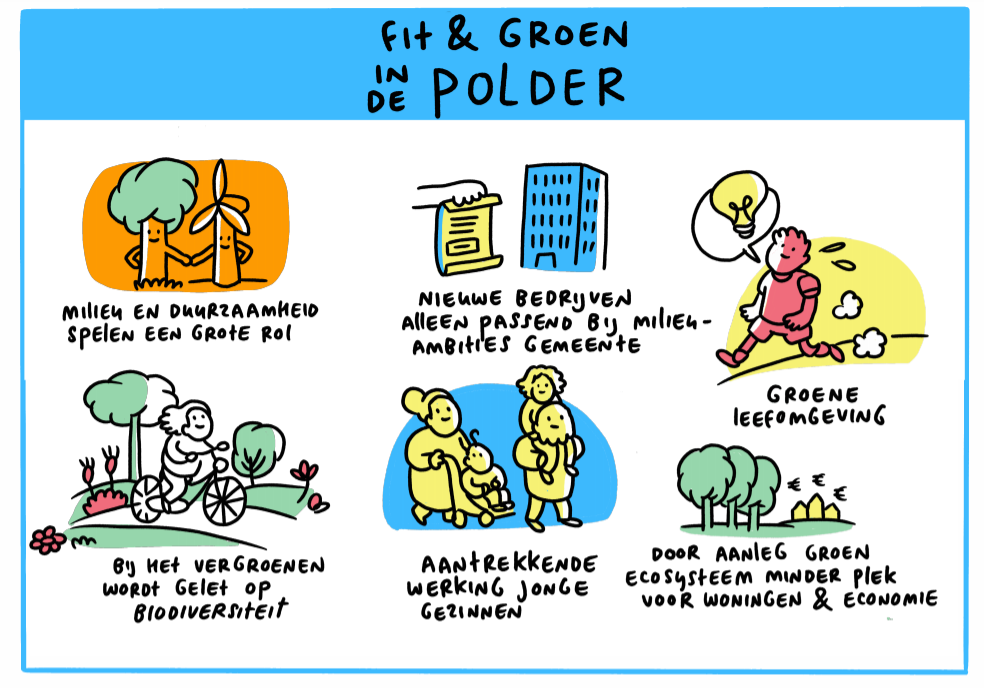 FIT & GROEN
IN DE POLDER
MILIEU EN DUURZAAMHEID
SPELEN EEN GROTE ROL
NIEUWE BEDRIJVEN
ALLEEN PASSEND BIJ MILIEU-
AMBITIES GEMEENTE
GROENE
LEEFOMGEVING
BIJ HET VERGROENEN
WORDT GELET OP
BIODIVERSITEIT
AANTREKKENDE
WERKING JONGE
GEZINNEN
€ € €
DOOR AANLEG GROEN
ECOSYSTEEM MINDER PLEK
VOOR WONINGEN & ECONOMIE